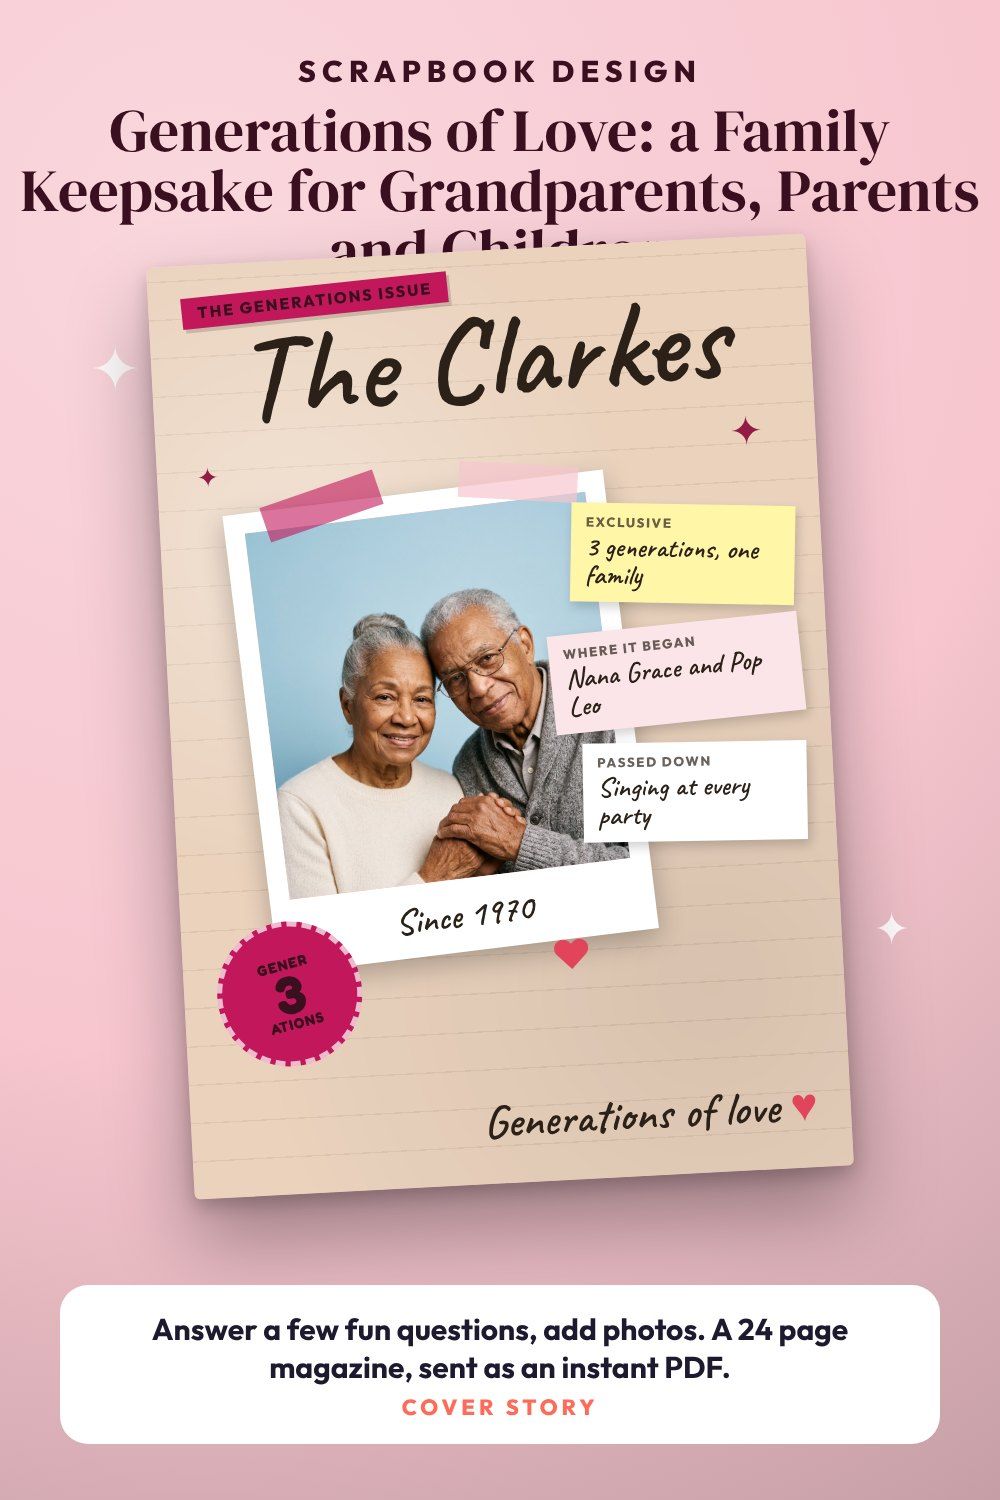 SCRAPBOOK DESIGN
Generations of Love: a Family
Keepsake for Grandparents, Parents
and
THE GENERATIONS ISSUE
The Clarkes
EXCLUSIVE
3 generations, one
family
WHERE IT BEGAN
Nana Grace and Pop
Leo
PASSED DOWN
Singing at every
party
Since 1970
GENER
3
ATIONS
Generations of love ♥
Answer a few fun questions, add photos. A 24 page
magazine, sent as an instant PDF.
COVER STORY